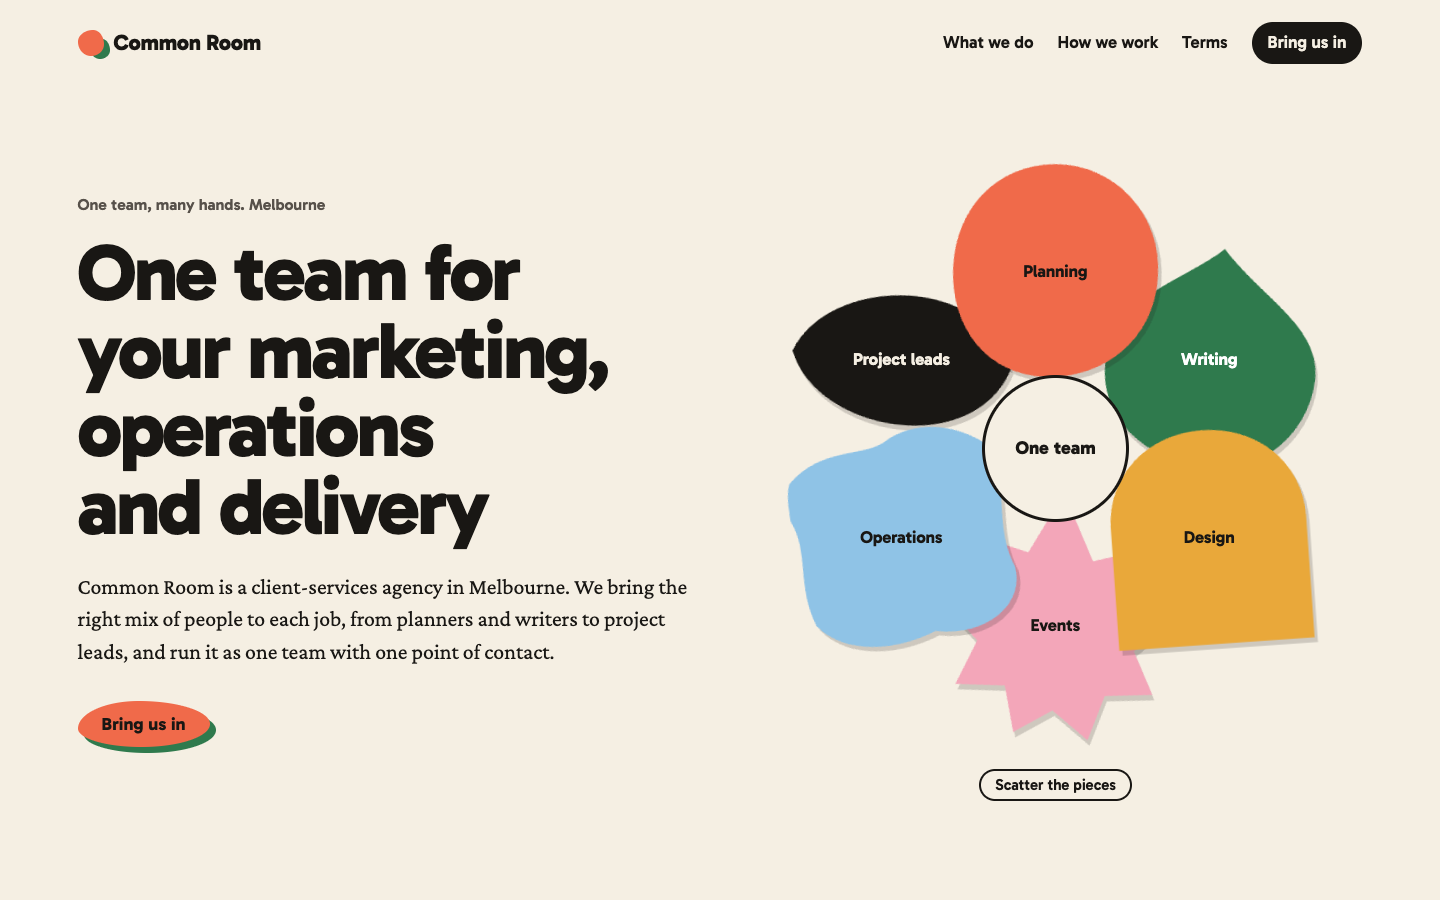 Common Room
What we do
How we work
Terms
Bring us in
One team, many hands. Melbourne
One team for
your marketing,
operations
and delivery
Common Room is a client-services agency in Melbourne. We bring the
right mix of people to each job, from planners and writers to project
leads, and run it as one team with one point of contact.
Bring us in
Planning
Project leads
Writing
One team
Operations
Design
Events
Scatter the pieces